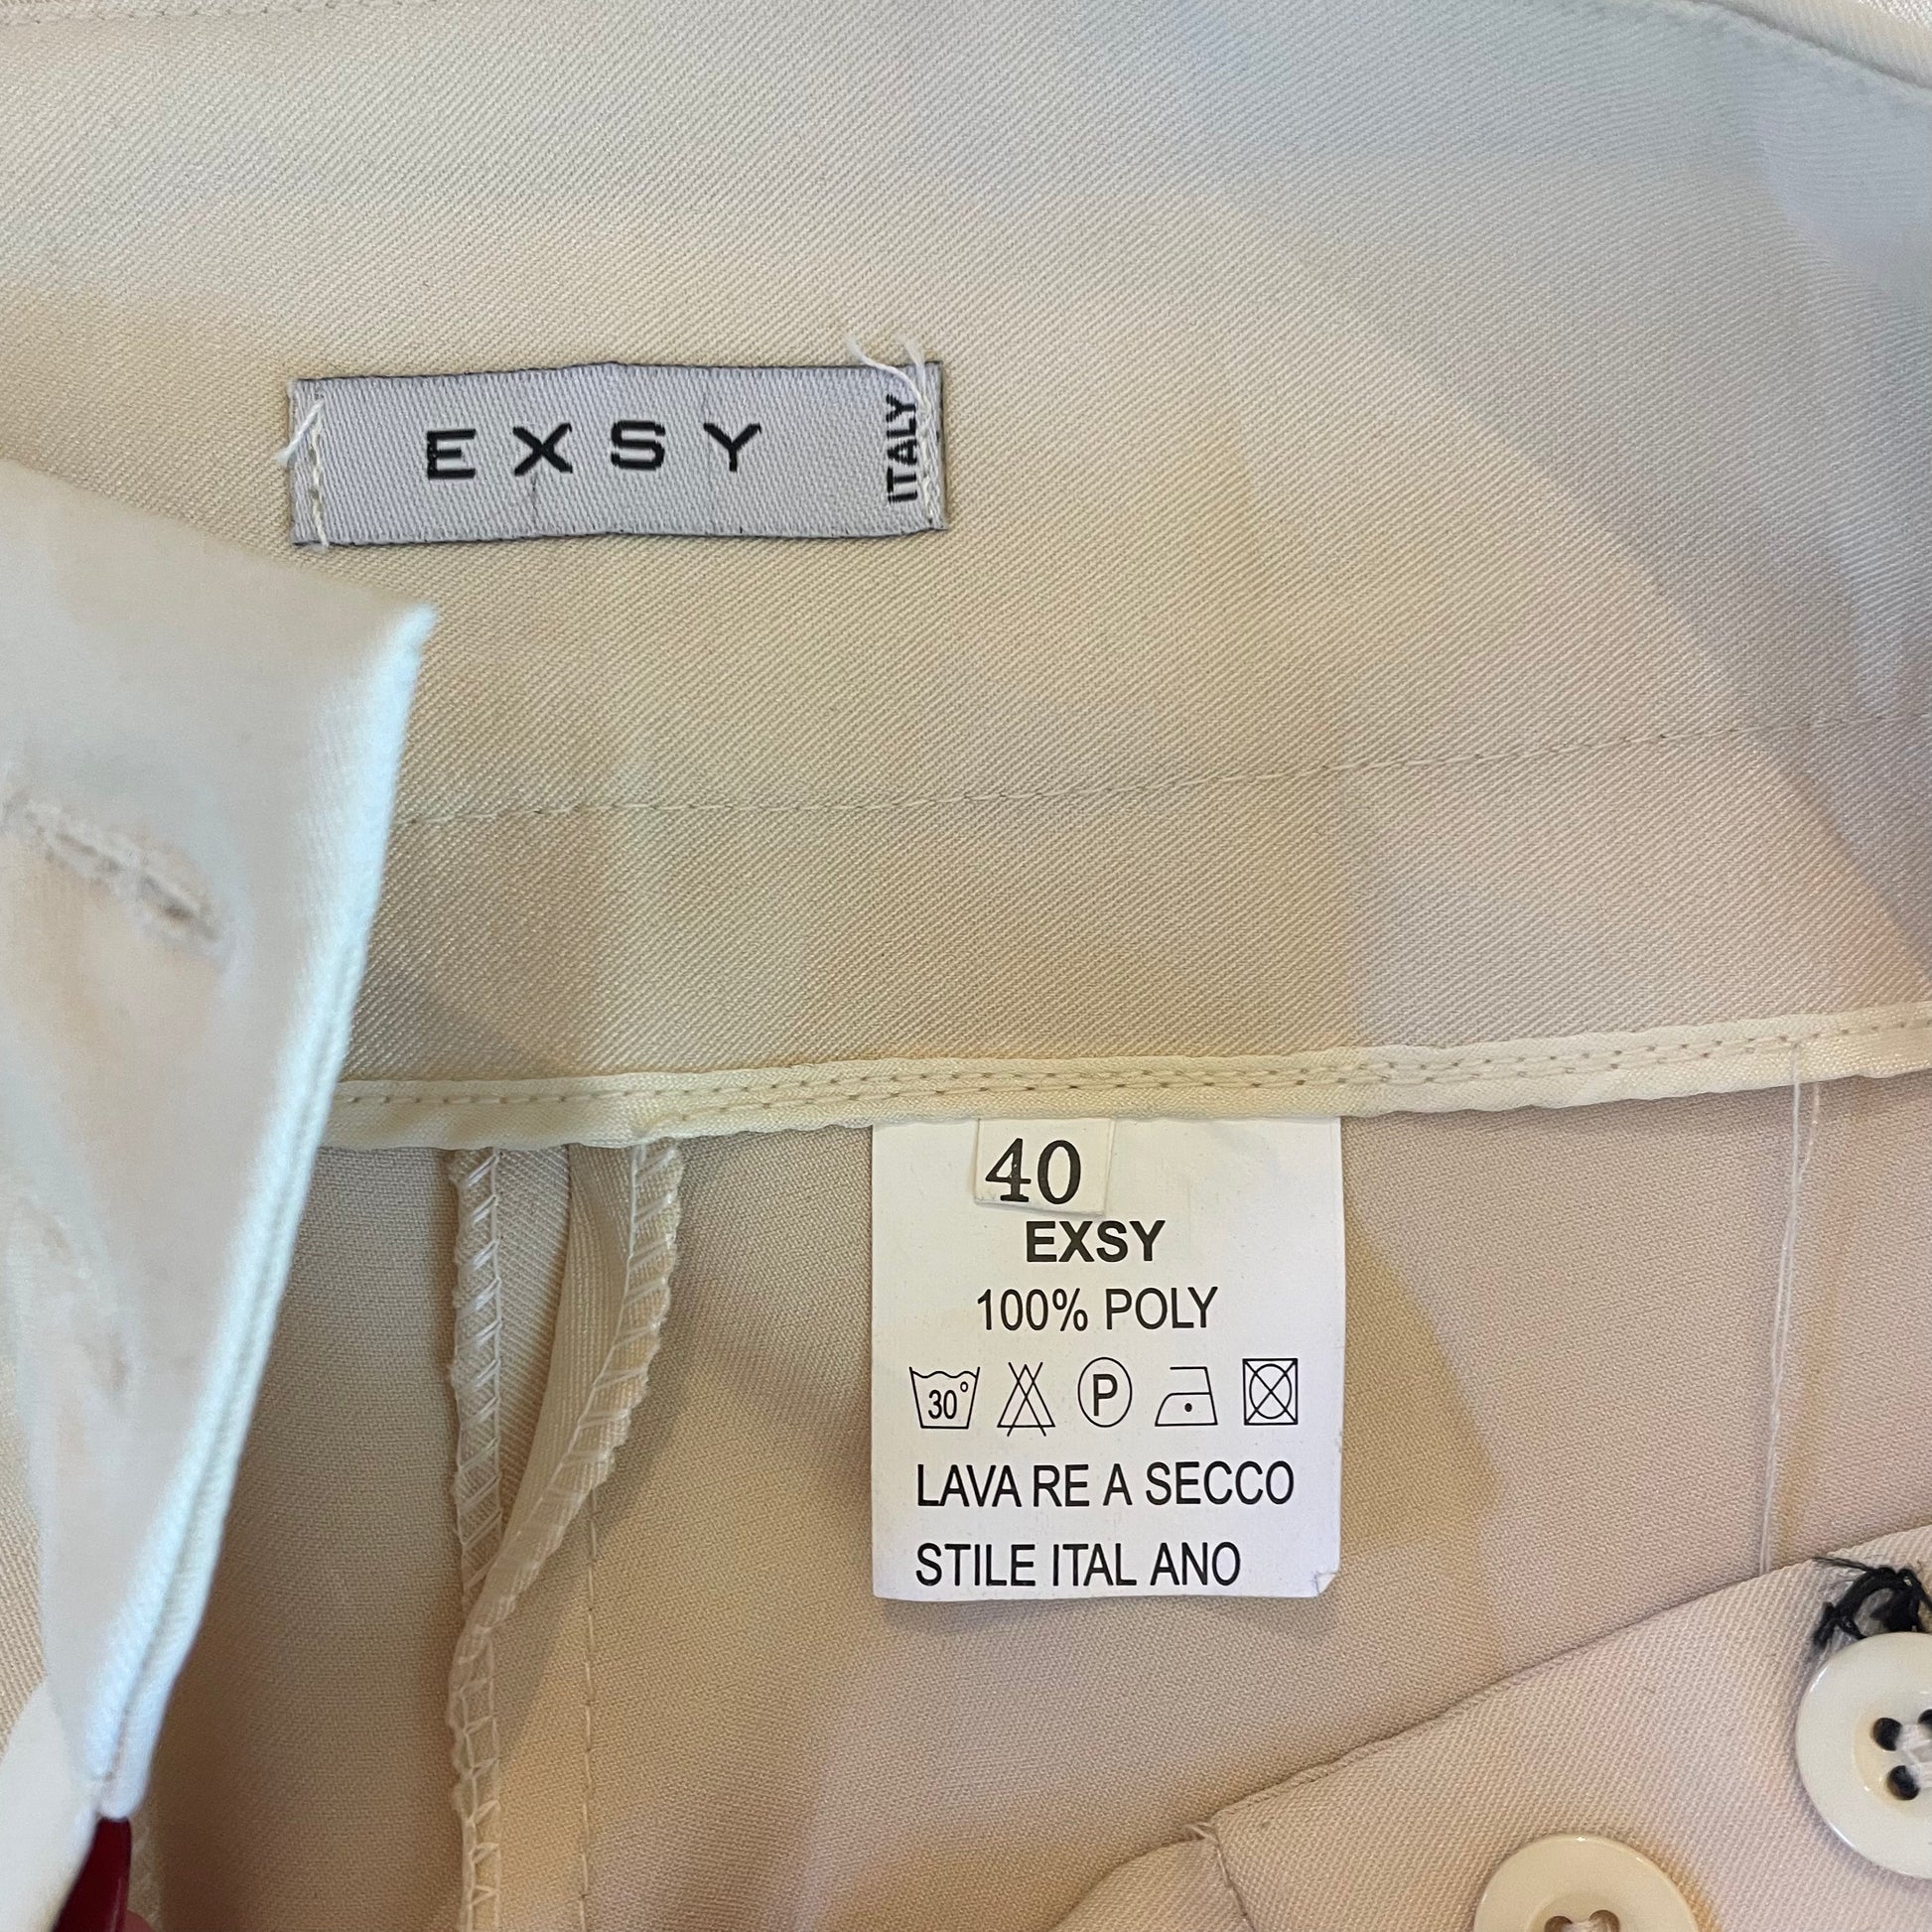 EXSY
ITALY
40
EXSY
100% POLY
30°
P
LAVA RE A SECCO
STILE ITAL ANO